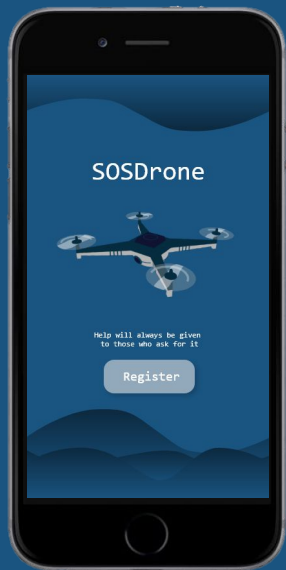 SOSDrone
Help will always be given
to those who ask for it
Register